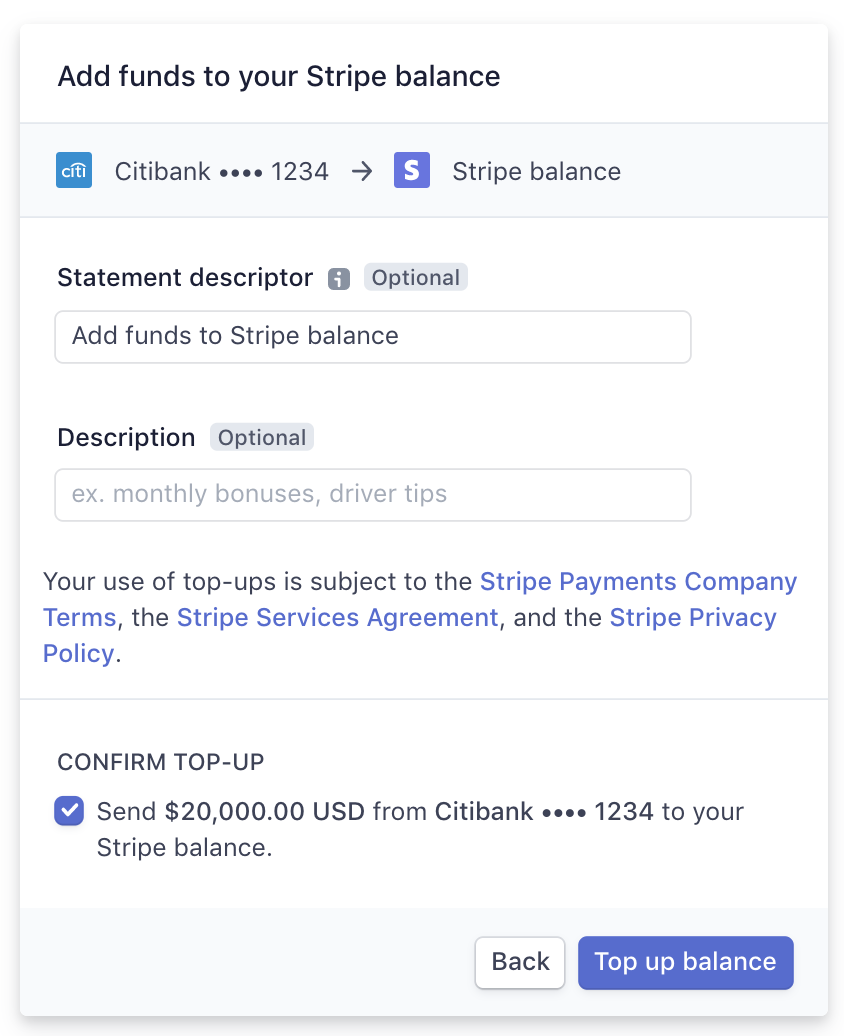 Add funds to your Stripe balance
citi Citibank •••• 1234 → S Stripe balance
Statement descriptor i Optional
Add funds to Stripe balance
Description Optional
ex. monthly bonuses, driver tips
Your use of top-ups is subject to the Stripe Payments Company
Terms, the Stripe Services Agreement, and the Stripe Privacy
Policy.
CONFIRM TOP-UP
Send $20,000.00 USD from Citibank •••• 1234 to your
Stripe balance.
Back Top up balance